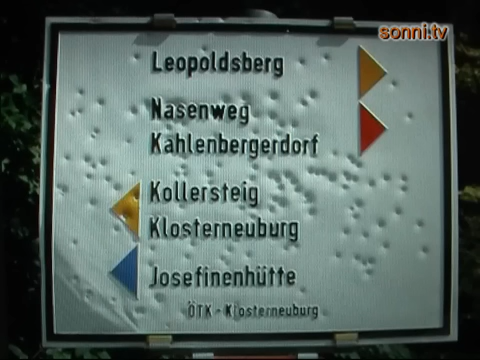 sonni.tv
Leopoldsberg
Nasenweg
Kahlenbergerdorf
Kollersteig
Klosterneuburg
Josefinenhütte
ÖTK - Klosterneuburg